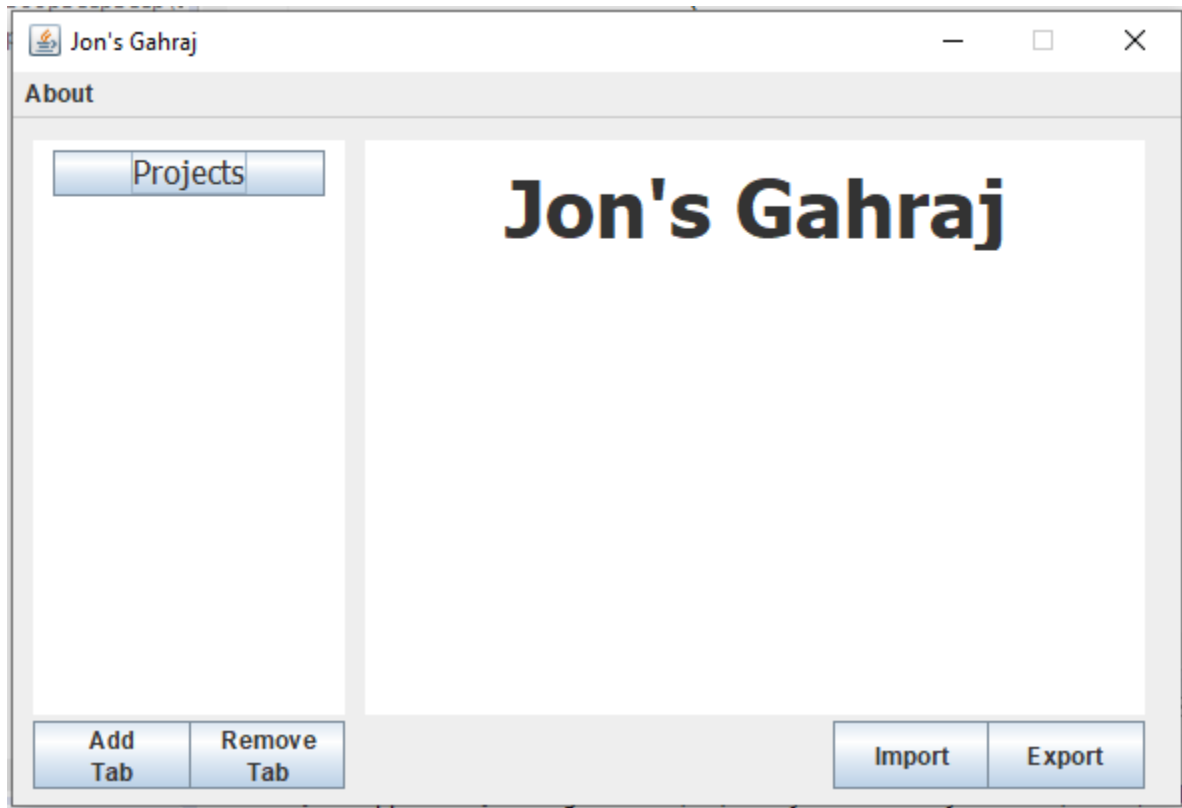 Jon's Gahraj
About
Projects
Jon's Gahraj
Add
Tab
Remove
Tab
Import
Export